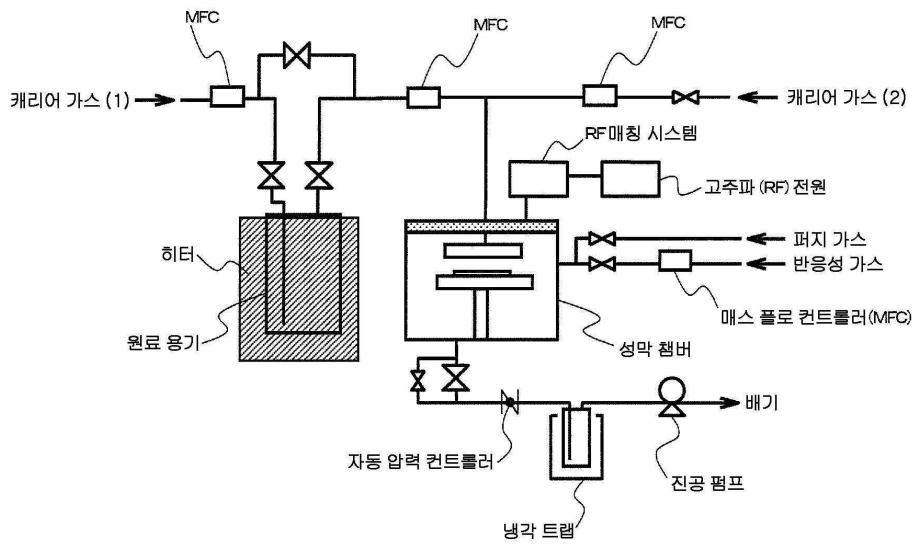 MFC
MFC
MFC
캐리어 가스 (1)
캐리어 가스 (2)
RF 매칭 시스템
고주파 (RF) 전원
히터
퍼지 가스
반응성 가스
매스 플로 컨트롤러(MFC)
원료 용기
성막 챔버
배기
자동 압력 컨트롤러
진공 펌프
냉각 트랩